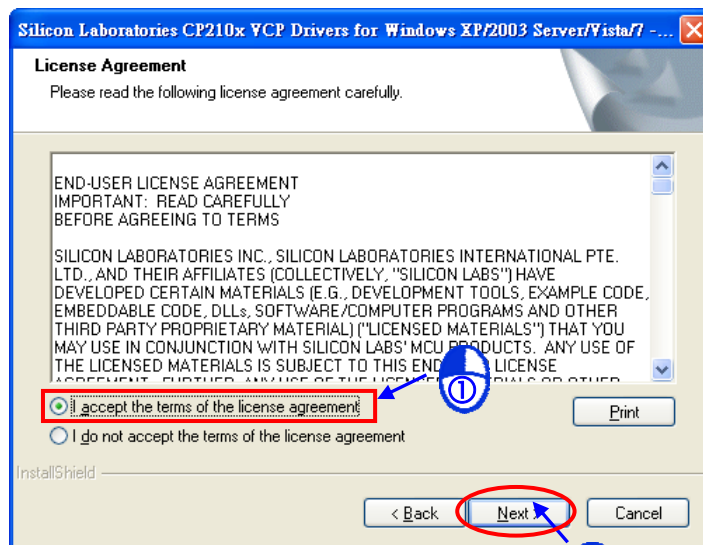 Silicon Laboratories CP210x VCP Drivers for Windows XP/2003 Server/Vista/7 -...
License Agreement
Please read the following license agreement carefully.
END-USER LICENSE AGREEMENT
IMPORTANT: READ CAREFULLY
BEFORE AGREEING TO TERMS
SILICON LABORATORIES INC., SILICON LABORATORIES INTERNATIONAL PTE.
LTD., AND THEIR AFFILIATES (COLLECTIVELY, "SILICON LABS") HAVE
DEVELOPED CERTAIN MATERIALS (E.G., DEVELOPMENT TOOLS, EXAMPLE CODE,
EMBEDDABLE CODE, DLLs, SOFTWARE/COMPUTER PROGRAMS AND OTHER
THIRD PARTY PROPRIETARY MATERIAL) ("LICENSED MATERIALS") THAT YOU
MAY USE IN CONJUNCTION WITH SILICON LABS' MCU PRODUCTS. ANY USE OF
THE LICENSED MATERIALS IS SUBJECT TO THIS LICENSE
①
I accept the terms of the license agreement
Print
I do not accept the terms of the license agreement
InstallShield
< Back
Next
Cancel